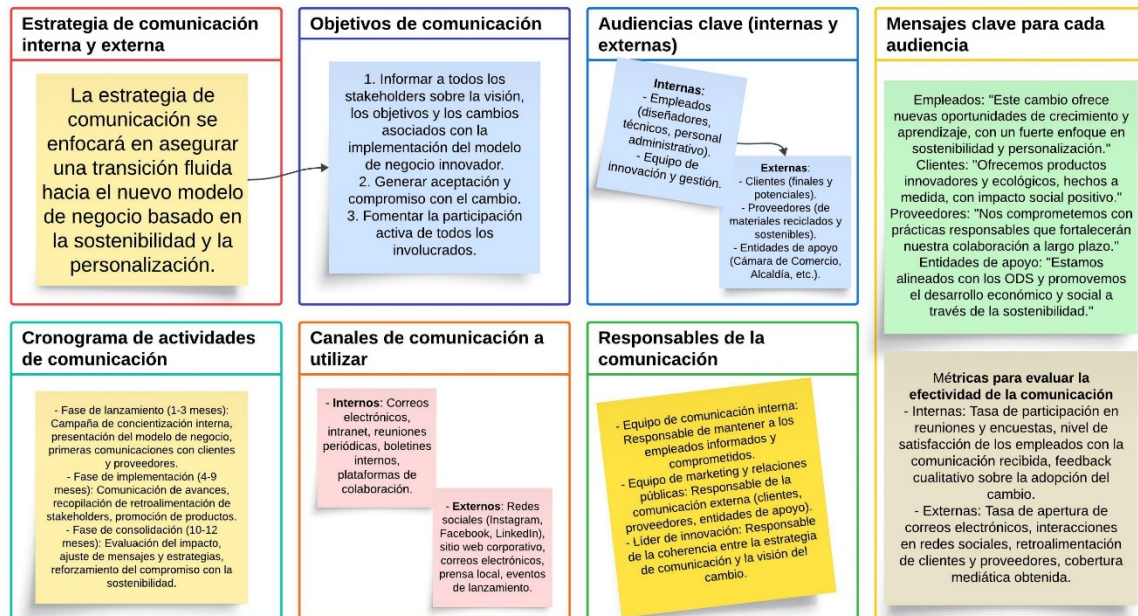 Estrategia de comunicación
interna y externa
La estrategia de
comunicación se
enfocará en asegurar
una transición fluida
hacia el nuevo modelo
de negocio basado en
la sostenibilidad y la
personalización.
Objetivos de comunicación
1. Informar a todos los
stakeholders sobre la visión,
los objetivos y los cambios
asociados con la
implementación del modelo
de negocio innovador.
2. Generar aceptación y
compromiso con el cambio.
3. Fomentar la participación
activa de todos los
involucrados.
Audiencias clave (internas y
externas)
Internas:
- Empleados
(diseñadores,
técnicos, personal
administrativo).
- Equipo de
innovación y gestión.
Externas:
- Clientes (finales y
potenciales).
- Proveedores (de
materiales reciclados y
sostenibles).
- Entidades de apoyo
(Cámara de Comercio,
Alcaldía, etc.).
Mensajes clave para cada
audiencia
Empleados: "Este cambio ofrece
nuevas oportunidades de crecimiento y
aprendizaje, con un fuerte enfoque en
sostenibilidad y personalización."
Clientes: "Ofrecemos productos
innovadores y ecológicos, hechos a
medida, con impacto social positivo."
Proveedores: "Nos comprometemos con
prácticas responsables que fortalecerán
nuestra colaboración a largo plazo."
Entidades de apoyo: "Estamos
alineados con los ODS y promovemos
el desarrollo económico y social a
través de la sostenibilidad."
Cronograma de actividades
de comunicación
- Fase de lanzamiento (1-3 meses):
Campaña de concientización interna,
presentación del modelo de negocio,
primeras comunicaciones con clientes
y proveedores.
- Fase de implementación (4-9
meses): Comunicación de avances,
recopilación de retroalimentación de
stakeholders, promoción de productos.
- Fase de consolidación (10-12
meses): Evaluación del impacto,
ajuste de mensajes y estrategias,
reforzamiento del compromiso con la
sostenibilidad.
Canales de comunicación a
utilizar
- Internos: Correos
electrónicos,
intranet, reuniones
periódicas, boletines
internos,
plataformas de
colaboración.
- Externos: Redes
sociales (Instagram,
Facebook, LinkedIn),
sitio web corporativo,
correos electrónicos,
prensa local, eventos
de lanzamiento.
Responsables de la
comunicación
- Equipo de comunicación interna:
Responsable de mantener a los
empleados informados y
comprometidos.
- Equipo de marketing y relaciones
públicas: Responsable de la
comunicación externa (clientes,
proveedores, entidades de apoyo).
- Líder de innovación: Responsable
de la coherencia entre la estrategia
de comunicación y la visión del
cambio.
Métricas para evaluar la
efectividad de la comunicación
- Internas: Tasa de participación en
reuniones y encuestas, nivel de
satisfacción de los empleados con la
comunicación recibida, feedback
cualitativo sobre la adopción del
cambio.
- Externas: Tasa de apertura de
correos electrónicos, interacciones
en redes sociales, retroalimentación
de clientes y proveedores, cobertura
mediática obtenida.